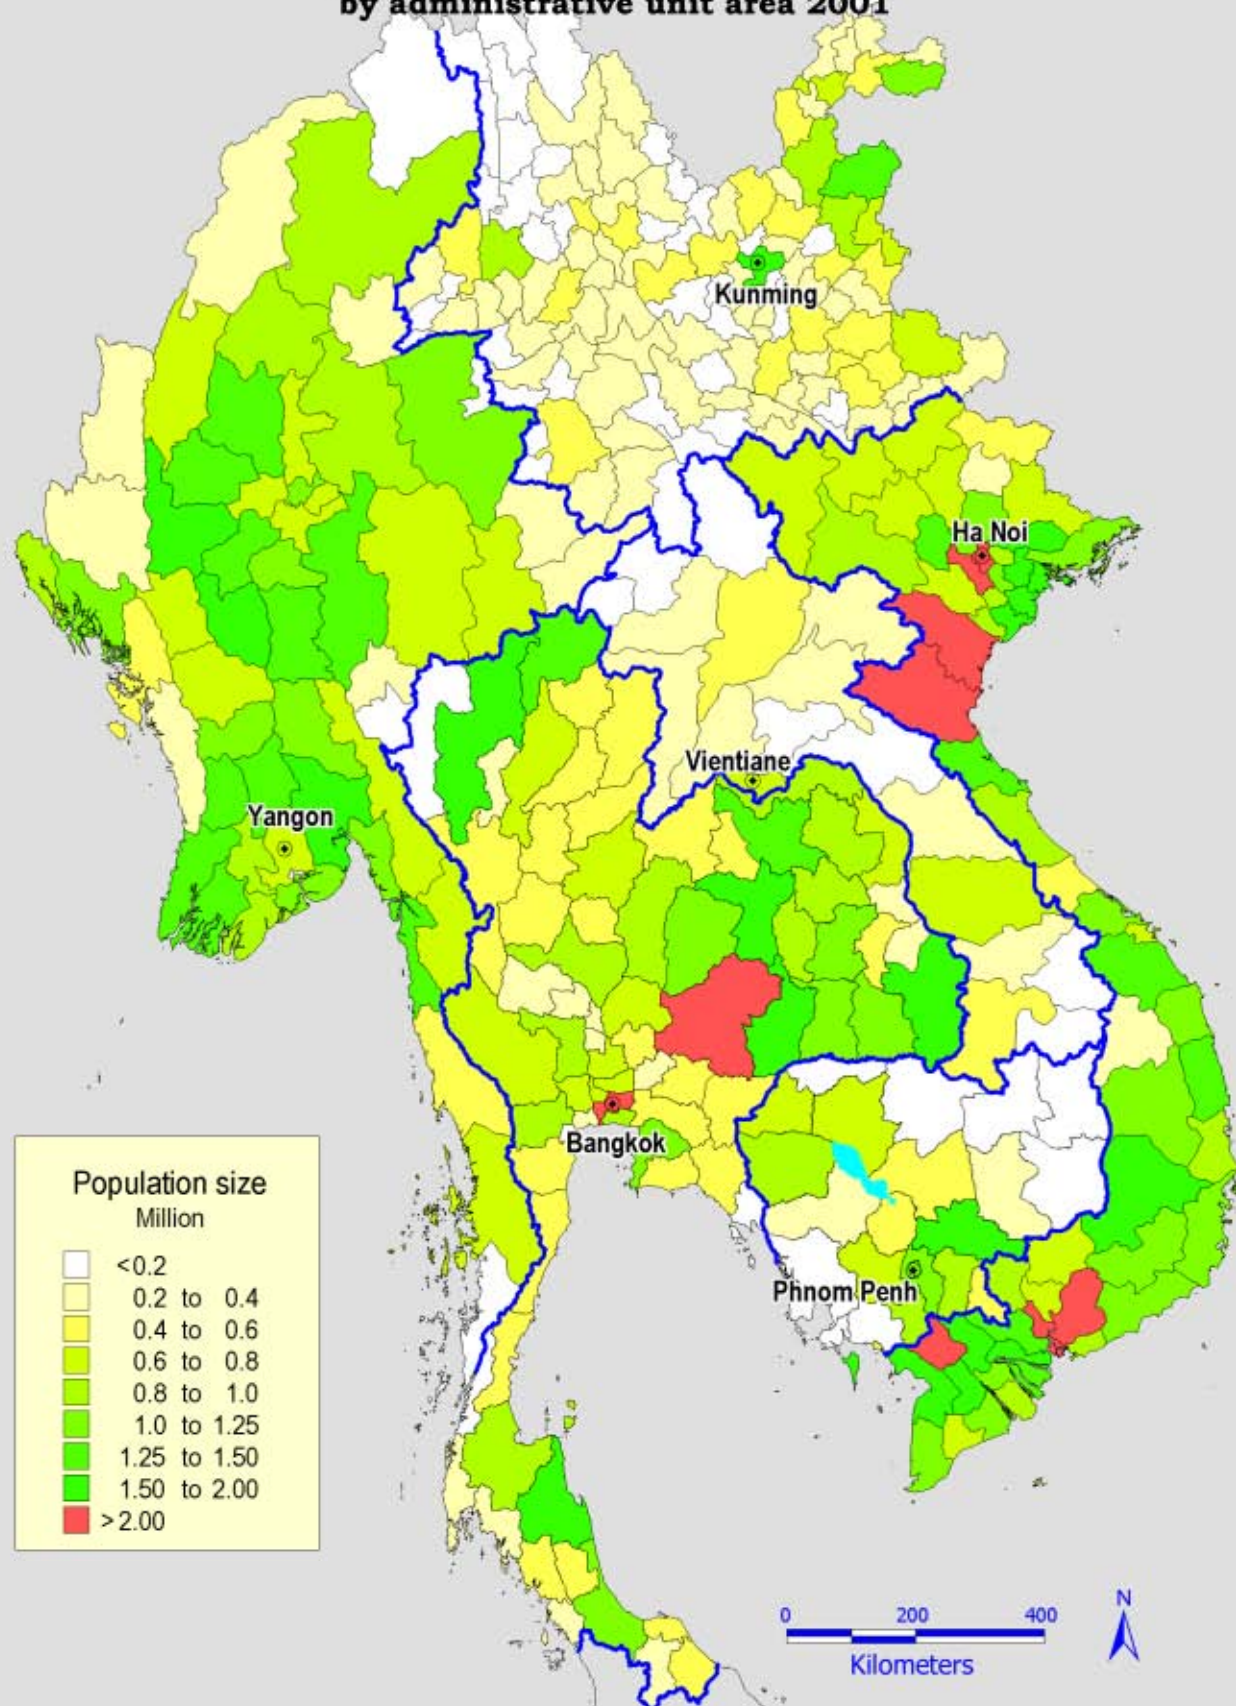 by administrative unit area 2001
Kunming
Ha Noi
Vientiane
Yangon
Bangkok
Phnom Penh
Population size
Million
<0.2
0.2 to 0.4
0.4 to 0.6
0.6 to 0.8
0.8 to 1.0
1.0 to 1.25
1.25 to 1.50
1.50 to 2.00
>2.00
N
0 200 400
Kilometers